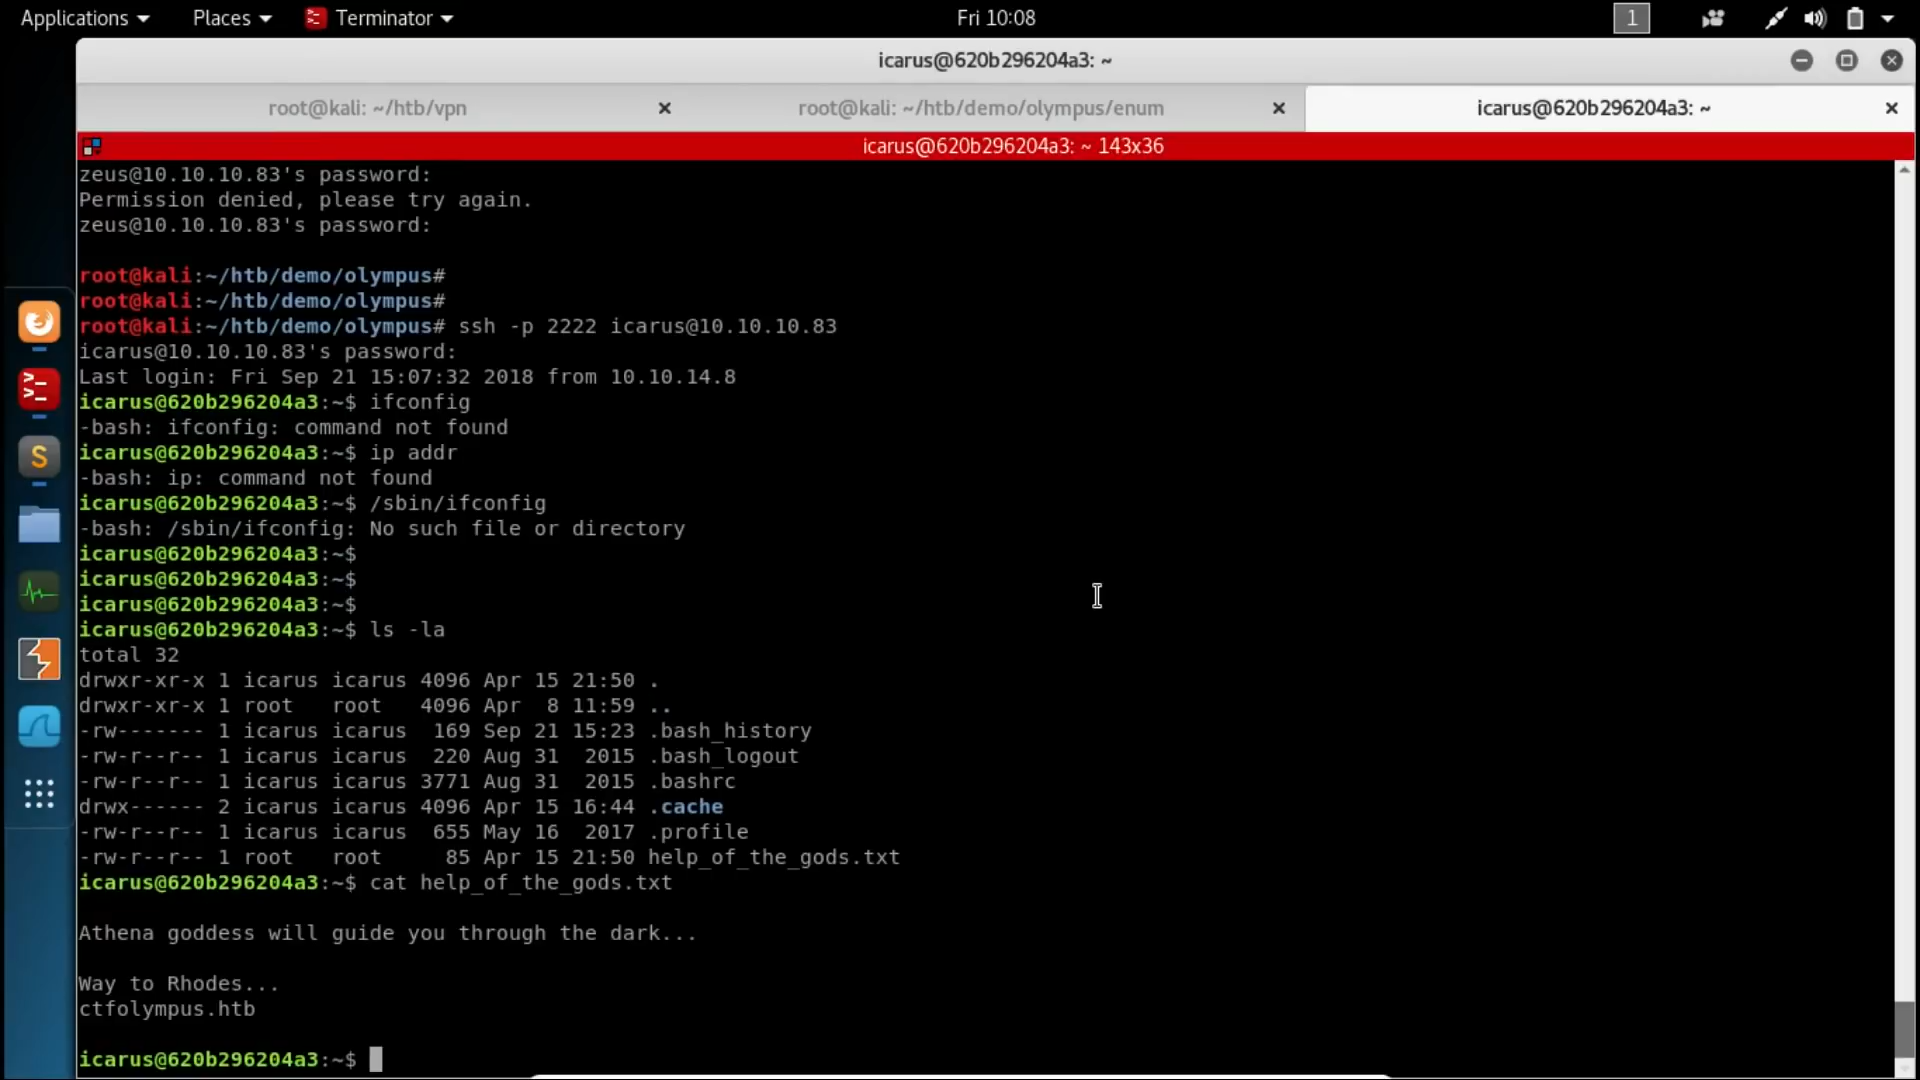 Applications Places Terminator Fri 10:08 1
icarus@620b296204a3: ~
root@kali: ~/htb/vpn root@kali: ~/htb/demo/olympus/enum icarus@620b296204a3: ~
icarus@620b296204a3: ~ 143x36
zeus@10.10.10.83's password:
Permission denied, please try again.
zeus@10.10.10.83's password:
root@kali:~/htb/demo/olympus#
root@kali:~/htb/demo/olympus#
root@kali:~/htb/demo/olympus# ssh -p 2222 icarus@10.10.10.83
icarus@10.10.10.83's password:
Last login: Fri Sep 21 15:07:32 2018 from 10.10.14.8
icarus@620b296204a3:~$ ifconfig
-bash: ifconfig: command not found
icarus@620b296204a3:~$ ip addr
-bash: ip: command not found
icarus@620b296204a3:~$ /sbin/ifconfig
-bash: /sbin/ifconfig: No such file or directory
icarus@620b296204a3:~$
icarus@620b296204a3:~$
icarus@620b296204a3:~$
icarus@620b296204a3:~$ ls -la
total 32
drwxr-xr-x 1 icarus icarus 4096 Apr 15 21:50 .
drwxr-xr-x 1 root   root   4096 Apr  8 11:59 ..
-rw------- 1 icarus icarus  169 Sep 21 15:23 .bash_history
-rw-r--r-- 1 icarus icarus  220 Aug 31  2015 .bash_logout
-rw-r--r-- 1 icarus icarus 3771 Aug 31  2015 .bashrc
drwx------ 2 icarus icarus 4096 Apr 15 16:44 .cache
-rw-r--r-- 1 icarus icarus  655 May 16  2017 .profile
-rw-r--r-- 1 root   root     85 Apr 15 21:50 help_of_the_gods.txt
icarus@620b296204a3:~$ cat help_of_the_gods.txt
Athena goddess will guide you through the dark...
Way to Rhodes...
ctfolympus.htb
icarus@620b296204a3:~$